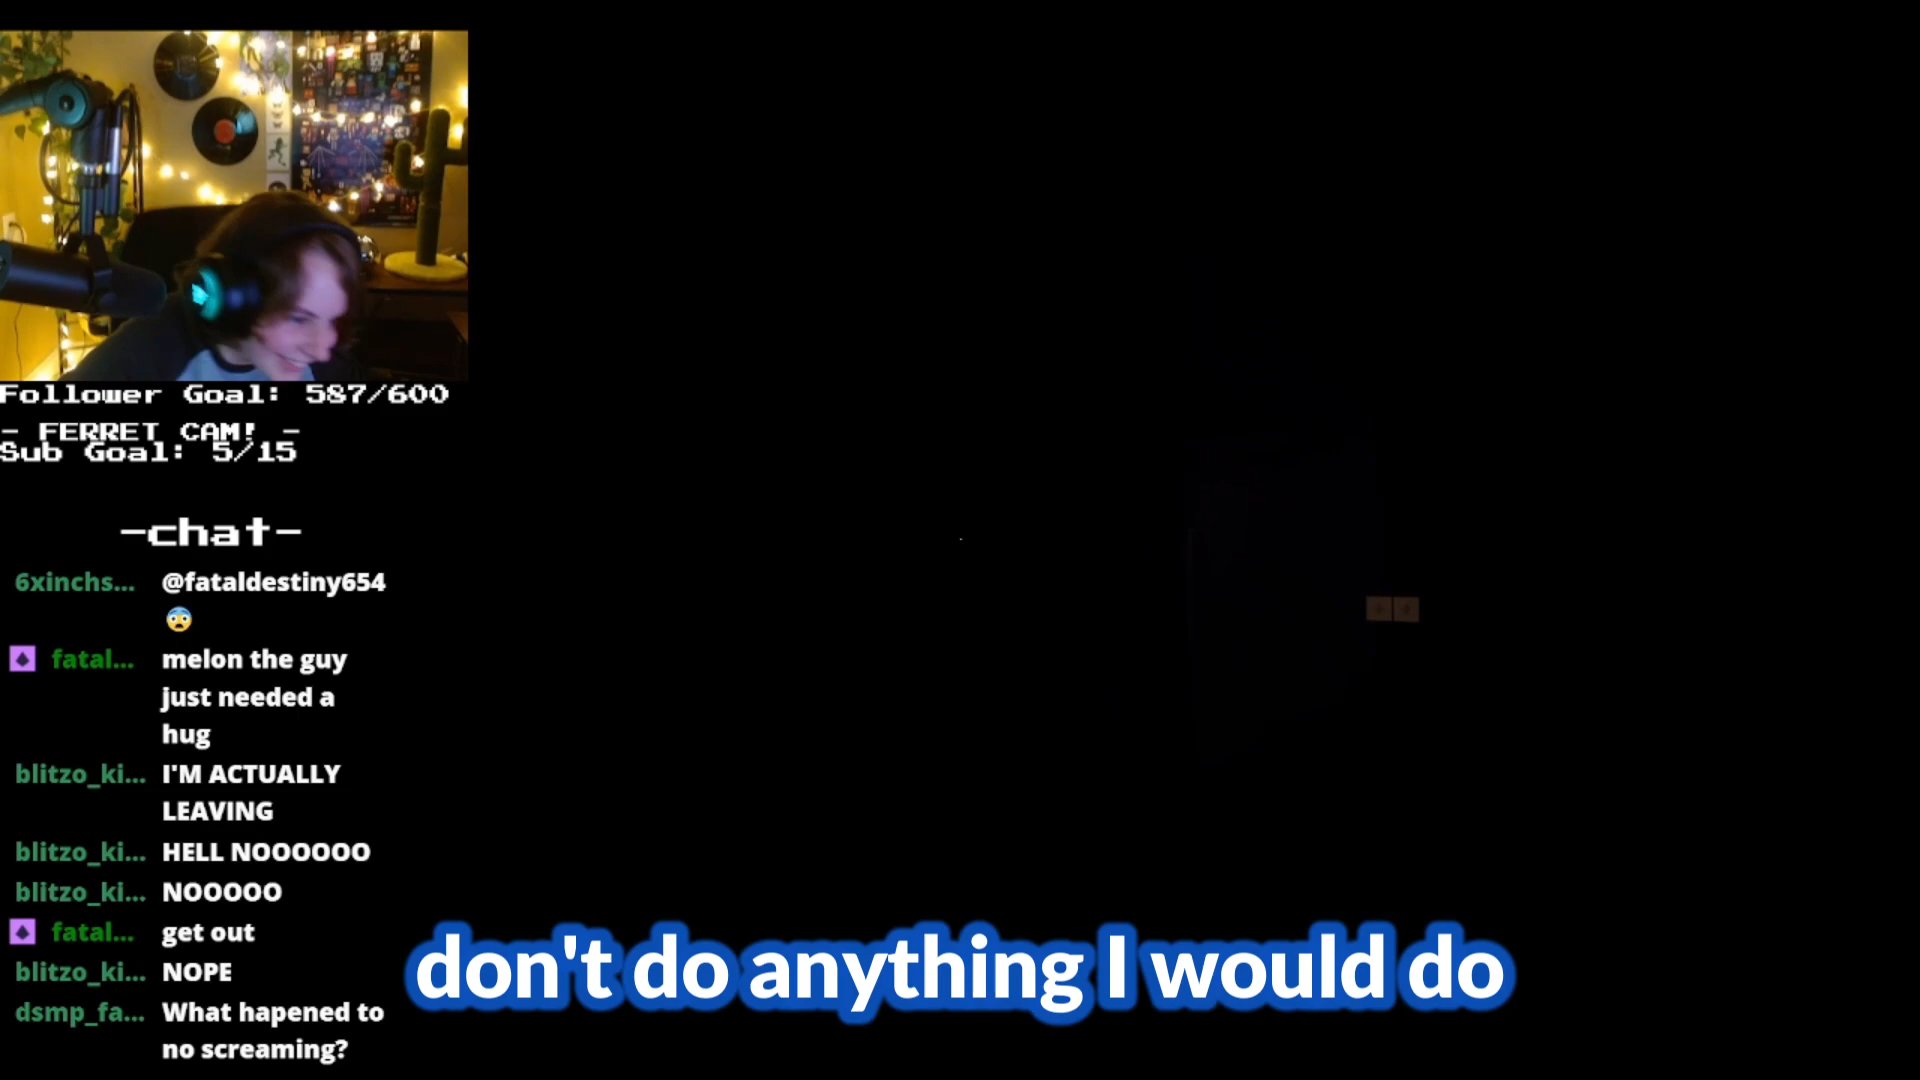 Follower Goal: 587/600
- FERRET CAM! -
Sub Goal: 5/15
-chat-
6xinchs... @fataldestiny654
😨
fatal... melon the guy
just needed a
hug
blitzo_ki... I'M ACTUALLY
LEAVING
blitzo_ki... HELL NOOOOOO
blitzo_ki... NOOOOO
fatal... get out
blitzo_ki... NOPE
dsmp_fa... What hapened to
no screaming?
don't do anything I would do